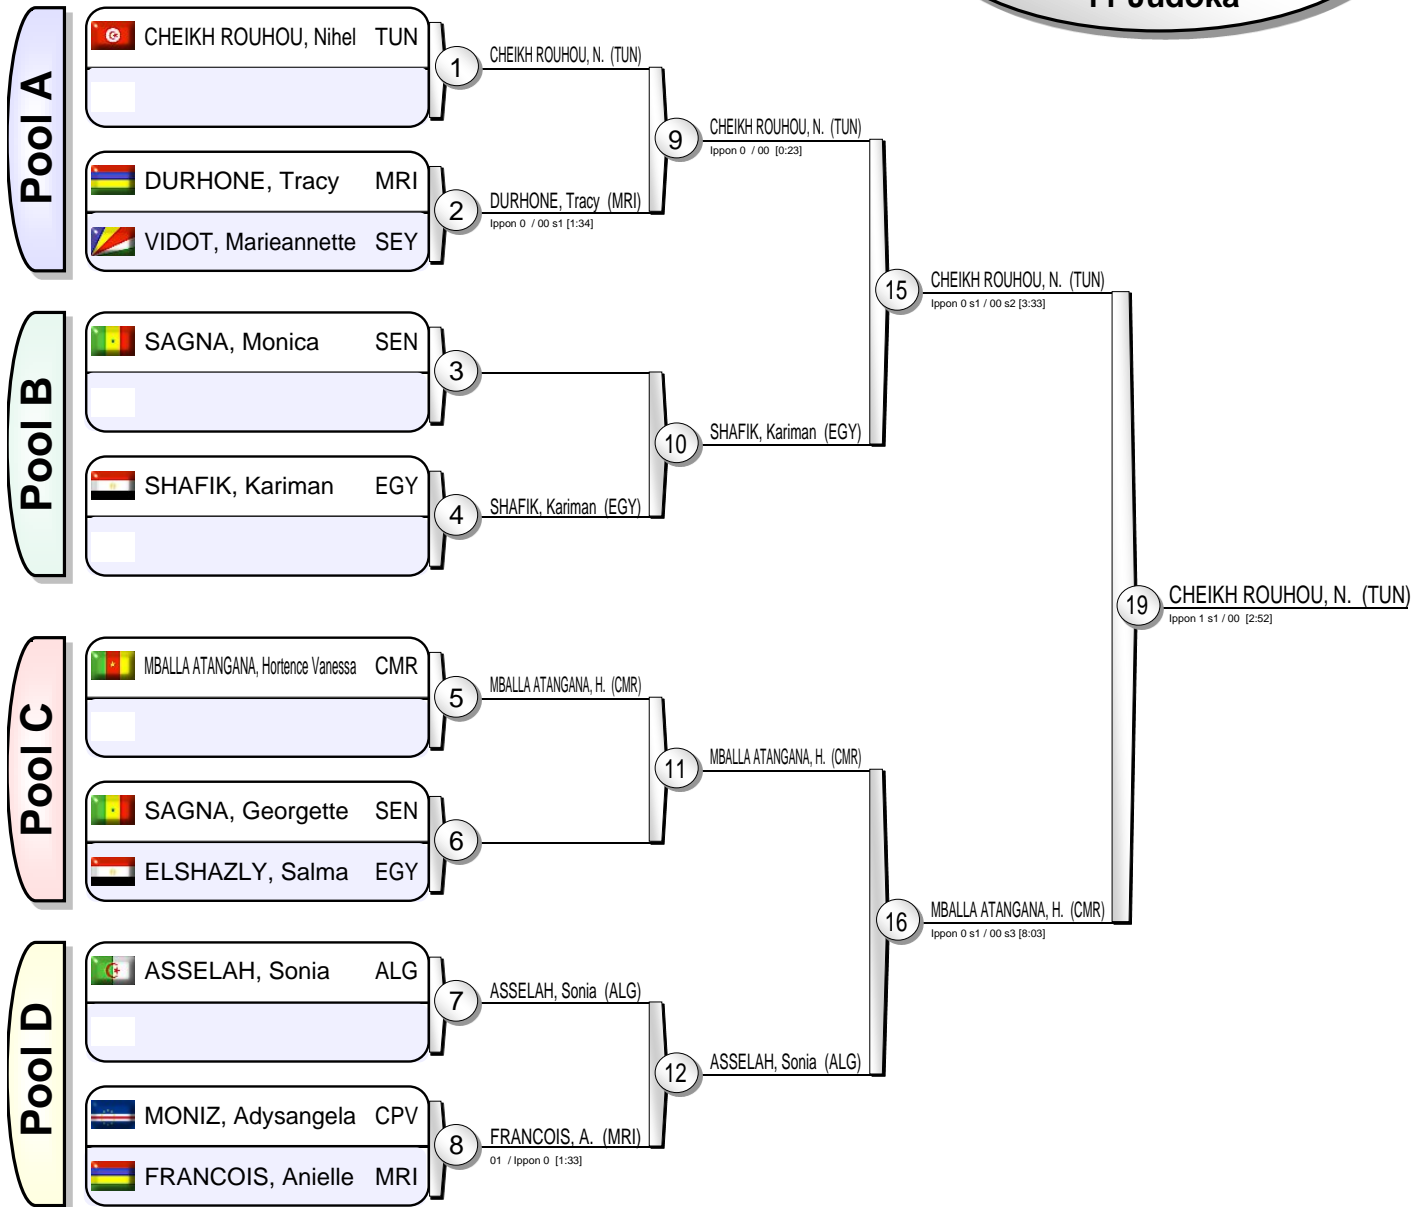 11 Judoka
Pool A
CHEIKH ROUHOU, Nihel TUN
1
CHEIKH ROUHOU, N. (TUN)
DURHONE, Tracy MRI
VIDOT, Marieannette SEY
2
DURHONE, Tracy (MRI)
Ippon 0 / 00 s1 [1:34]
9
CHEIKH ROUHOU, N. (TUN)
Ippon 0 / 00 [0:23]
Pool B
SAGNA, Monica SEN
3
SHAFIK, Kariman EGY
4
SHAFIK, Kariman (EGY)
10
SHAFIK, Kariman (EGY)
15
CHEIKH ROUHOU, N. (TUN)
Ippon 0 s1 / 00 s2 [3:33]
Pool C
MBALLA ATANGANA, Hortence Vanessa CMR
5
MBALLA ATANGANA, H. (CMR)
SAGNA, Georgette SEN
ELSHAZLY, Salma EGY
6
11
MBALLA ATANGANA, H. (CMR)
Pool D
ASSELAH, Sonia ALG
7
ASSELAH, Sonia (ALG)
MONIZ, Adysangela CPV
FRANCOIS, Anielle MRI
8
FRANCOIS, A. (MRI)
01 / Ippon 0 [1:33]
12
ASSELAH, Sonia (ALG)
16
MBALLA ATANGANA, H. (CMR)
Ippon 0 s1 / 00 s3 [8:03]
19
CHEIKH ROUHOU, N. (TUN)
Ippon 1 s1 / 00 [2:52]